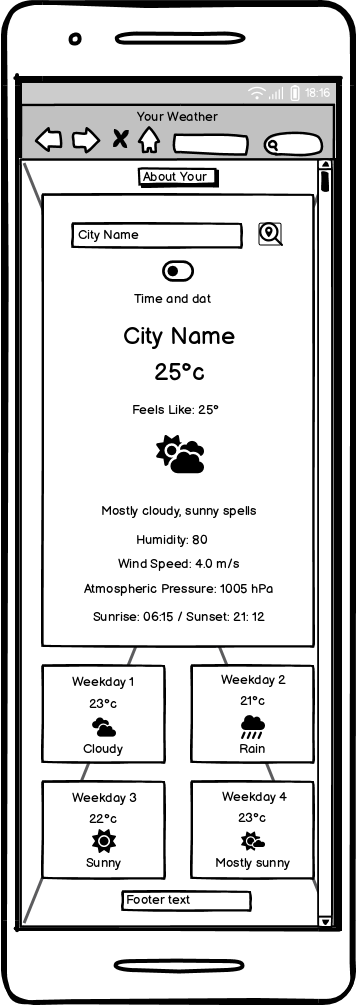 18:16
Your Weather
About Your
City Name
Time and dat
City Name
25°c
Feels Like: 25°
Mostly cloudy, sunny spells
Humidity: 80
Wind Speed: 4.0 m/s
Atmospheric Pressure: 1005 hPa
Sunrise: 06:15 / Sunset: 21: 12
Weekday 1
23°c
Cloudy
Weekday 2
21°c
Rain
Weekday 3
22°c
Sunny
Weekday 4
23°c
Mostly sunny
Footer text